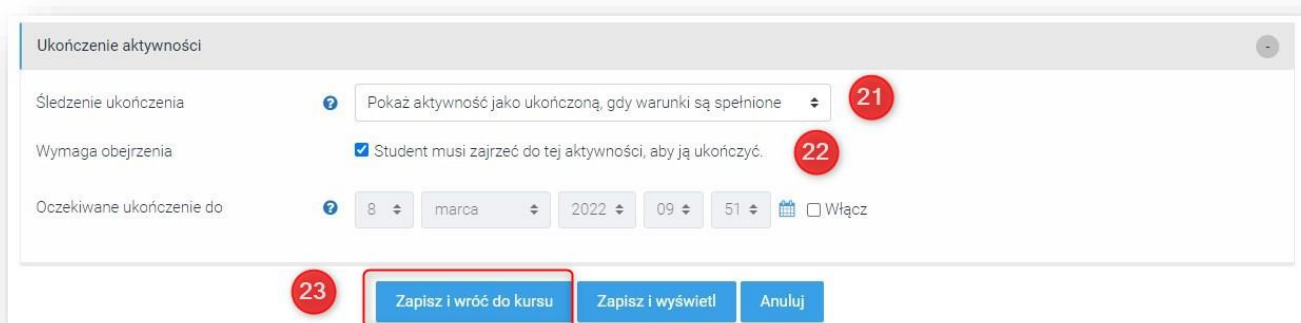 Ukończenie aktywności
-
Śledzenie ukończenia ? Pokaż aktywność jako ukończoną, gdy warunki są spełnione 21
Wymaga obejrzenia Student musi zajrzeć do tej aktywności, aby ją ukończyć. 22
Oczekiwane ukończenie do ? 8 marca 2022 09 51 Włącz
23 Zapisz i wróć do kursu Zapisz i wyświetl Anuluj